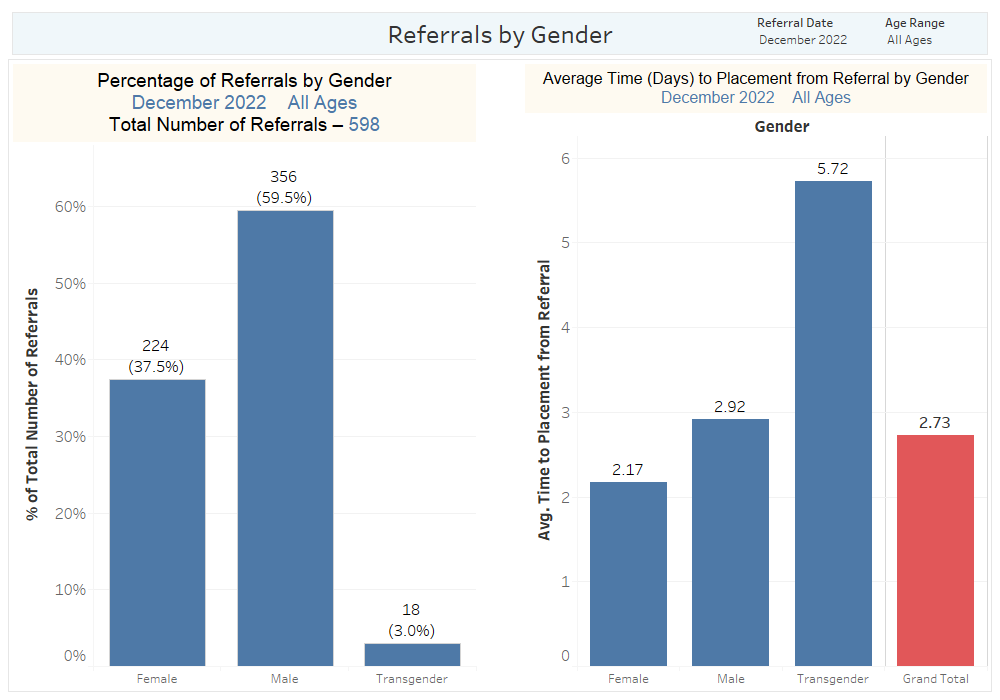 Referrals by Gender
Referral Date
December 2022
Age Range
All Ages
Percentage of Referrals by Gender
December 2022 All Ages
Total Number of Referrals – 598
% of Total Number of Referrals
60%
50%
40%
30%
20%
10%
0%
224
(37.5%)
356
(59.5%)
18
(3.0%)
Female Male Transgender
Average Time (Days) to Placement from Referral by Gender
December 2022 All Ages
Gender
Avg. Time to Placement from Referral
6
5
4
3
2
1
0
2.17
2.92
5.72
2.73
Female Male Transgender Grand Total